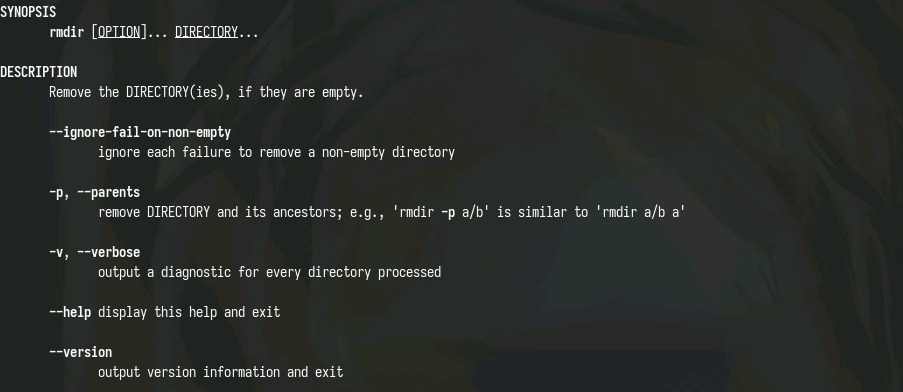 SYNOPSIS
rmdir [OPTION]... DIRECTORY...
DESCRIPTION
Remove the DIRECTORY(ies), if they are empty.
--ignore-fail-on-non-empty
ignore each failure to remove a non-empty directory
-p, --parents
remove DIRECTORY and its ancestors; e.g., 'rmdir -p a/b' is similar to 'rmdir a/b a'
-v, --verbose
output a diagnostic for every directory processed
--help display this help and exit
--version
output version information and exit